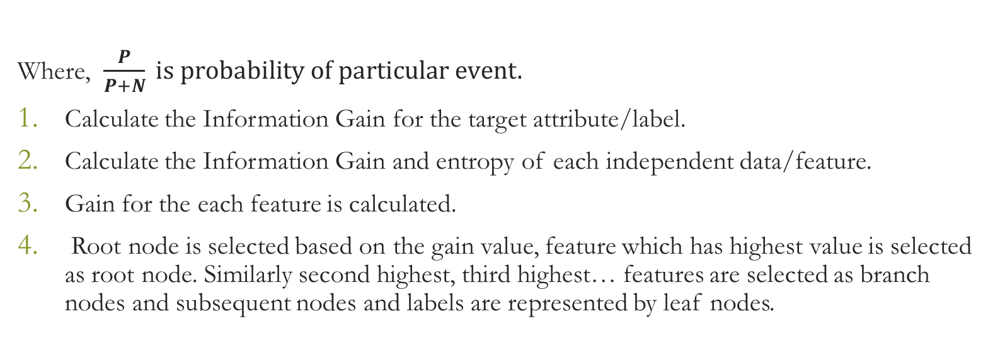 Where, P/P+N is probability of particular event.
1. Calculate the Information Gain for the target attribute/label.
2. Calculate the Information Gain and entropy of each independent data/feature.
3. Gain for the each feature is calculated.
4. Root node is selected based on the gain value, feature which has highest value is selected
as root node. Similarly second highest, third highest… features are selected as branch
nodes and subsequent nodes and labels are represented by leaf nodes.